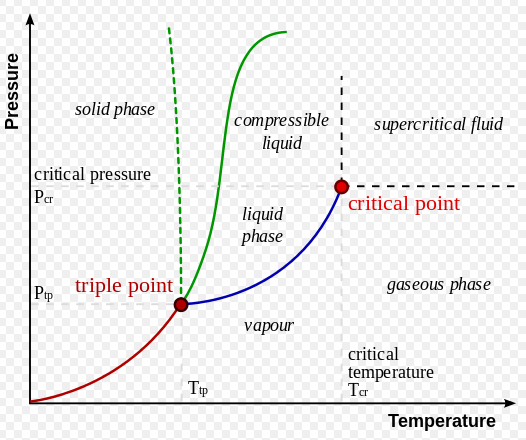 Pressure
solid phase
compressible
liquid
supercritical fluid
critical pressure
Pcr
critical point
liquid
phase
triple point
gaseous phase
Ptp
vapour
critical
temperature
Tcr
Ttp
Temperature